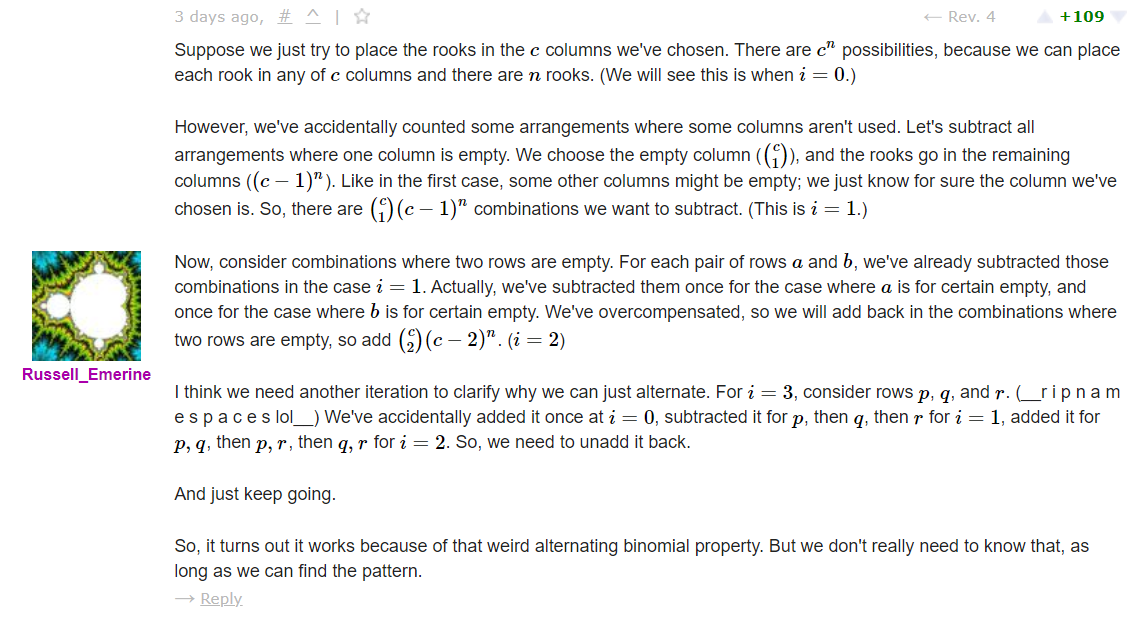 3 days ago, # ^ | ☆ ← Rev. 4 +109
Suppose we just try to place the rooks in the c columns we've chosen. There are cⁿ possibilities, because we can place
each rook in any of c columns and there are n rooks. (We will see this is when i = 0.)
However, we've accidentally counted some arrangements where some columns aren't used. Let's subtract all
arrangements where one column is empty. We choose the empty column (\binom{c}{1}), and the rooks go in the remaining
columns ((c − 1)ⁿ). Like in the first case, some other columns might be empty; we just know for sure the column we've
chosen is. So, there are \binom{c}{1}(c − 1)ⁿ combinations we want to subtract. (This is i = 1.)
Now, consider combinations where two rows are empty. For each pair of rows a and b, we've already subtracted those
combinations in the case i = 1. Actually, we've subtracted them once for the case where a is for certain empty, and
once for the case where b is for certain empty. We've overcompensated, so we will add back in the combinations where
two rows are empty, so add \binom{c}{2}(c − 2)ⁿ. (i = 2)
Russell_Emerine
I think we need another iteration to clarify why we can just alternate. For i = 3, consider rows p, q, and r. (__r i p n a m
e s p a c e s lol__) We've accidentally added it once at i = 0, subtracted it for p, then q, then r for i = 1, added it for
p, q, then p, r, then q, r for i = 2. So, we need to unadd it back.
And just keep going.
So, it turns out it works because of that weird alternating binomial property. But we don't really need to know that, as
long as we can find the pattern.
→ Reply